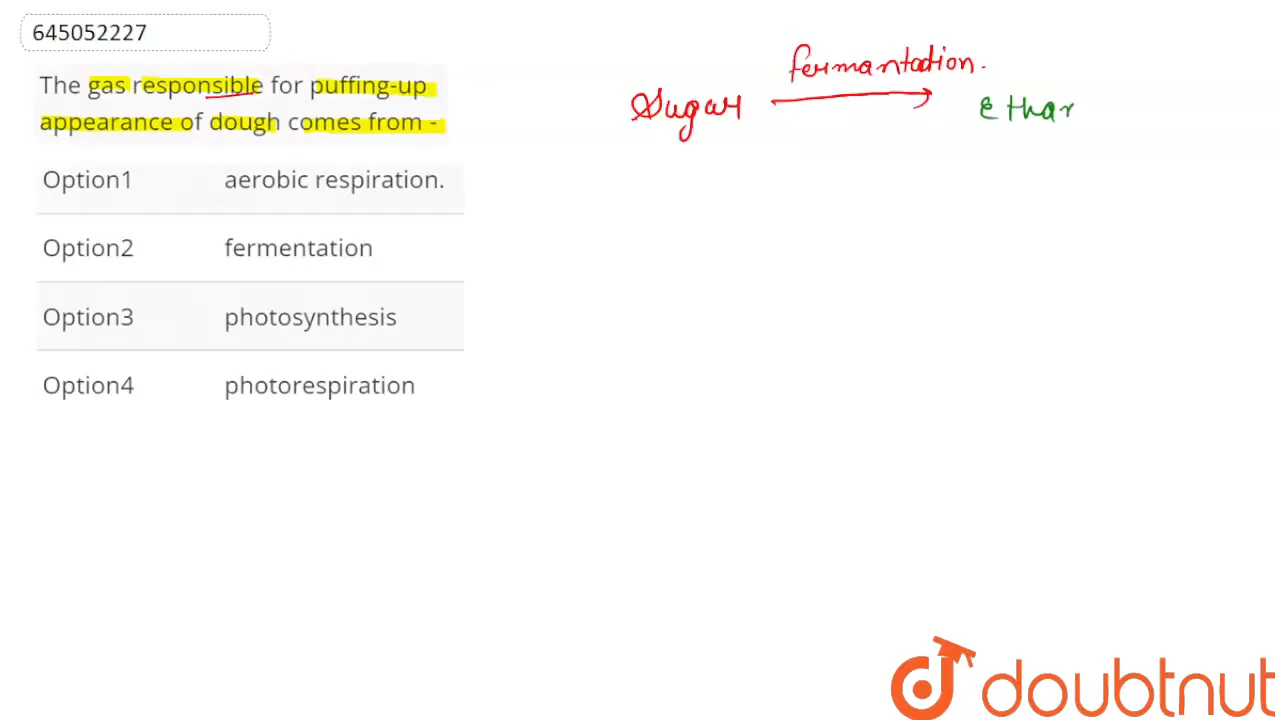 645052227
The gas responsible for puffing-up
appearance of dough comes from -
Option1 aerobic respiration.
Option2 fermentation
Option3 photosynthesis
Option4 photorespiration
fermantation.
Sugar Ethan
doubtnut